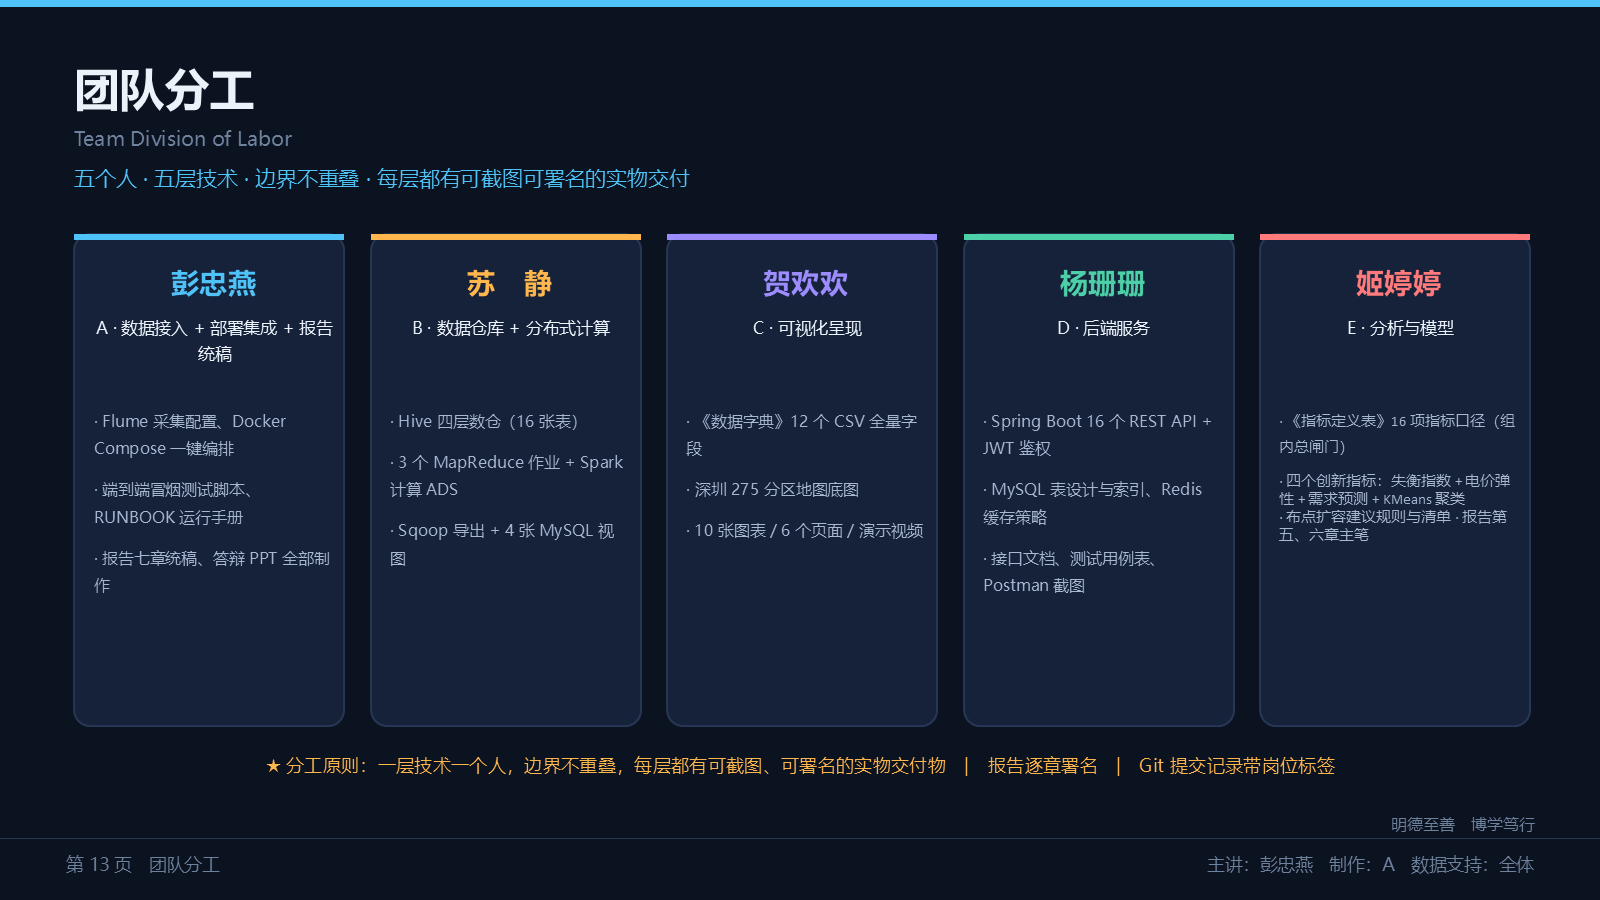 团队分工
Team Division of Labor
五个人 · 五层技术 · 边界不重叠 · 每层都有可截图可署名的实物交付
彭忠燕
A · 数据接入 + 部署集成 + 报告
统稿
· Flume 采集配置、Docker
Compose 一键编排
· 端到端冒烟测试脚本、
RUNBOOK 运行手册
· 报告七章统稿、答辩 PPT 全部制
作
苏　静
B · 数据仓库 + 分布式计算
· Hive 四层数仓（16 张表）
· 3 个 MapReduce 作业 + Spark
计算 ADS
· Sqoop 导出 + 4 张 MySQL 视
图
贺欢欢
C · 可视化呈现
· 《数据字典》12 个 CSV 全量字
段
· 深圳 275 分区地图底图
· 10 张图表 / 6 个页面 / 演示视频
杨珊珊
D · 后端服务
· Spring Boot 16 个 REST API +
JWT 鉴权
· MySQL 表设计与索引、Redis
缓存策略
· 接口文档、测试用例表、
Postman 截图
姬婷婷
E · 分析与模型
· 《指标定义表》16 项指标口径（组
内总闸门）
· 四个创新指标：失衡指数 + 电价弹
性 + 需求预测 + KMeans 聚类
· 布点扩容建议规则与清单 · 报告第
五、六章主笔
★ 分工原则：一层技术一个人，边界不重叠，每层都有可截图、可署名的实物交付物　|　报告逐章署名　|　Git 提交记录带岗位标签
明德至善　博学笃行
第 13 页　团队分工
主讲：彭忠燕　制作：A　数据支持：全体